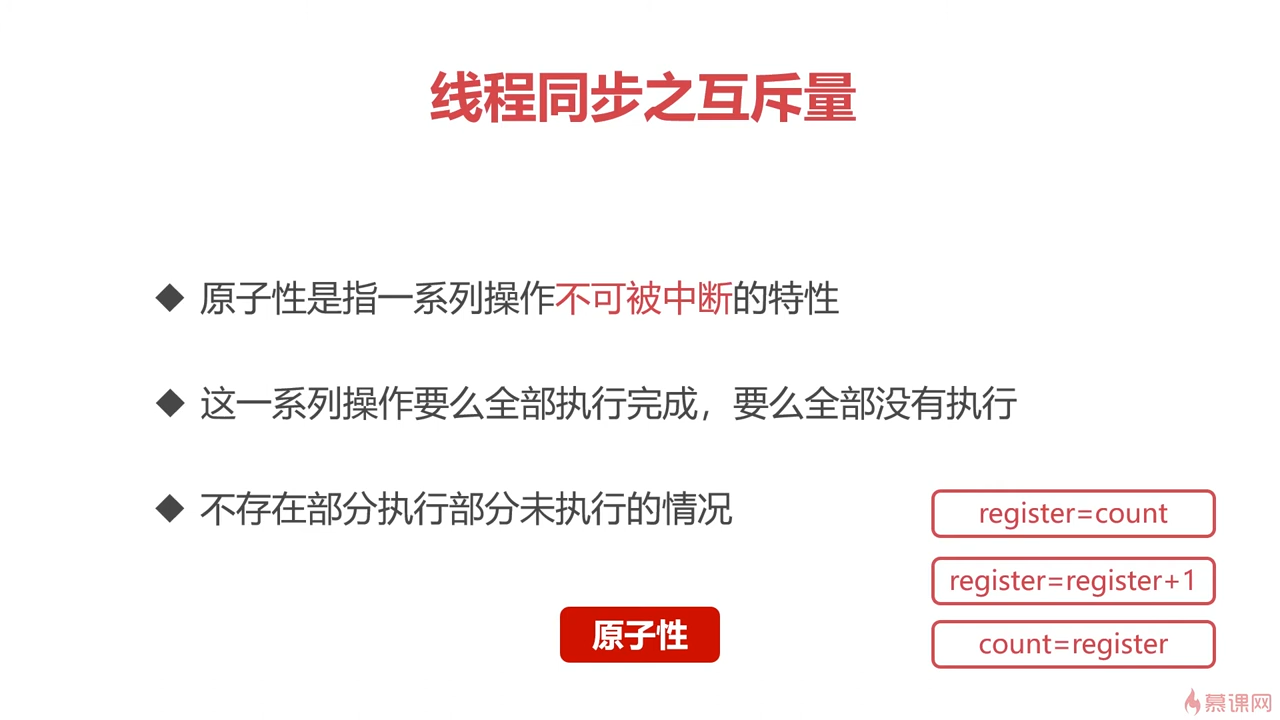 线程同步之互斥量
◆ 原子性是指一系列操作不可被中断的特性
◆ 这一系列操作要么全部执行完成，要么全部没有执行
◆ 不存在部分执行部分未执行的情况
register=count
register=register+1
count=register
原子性
慕课网